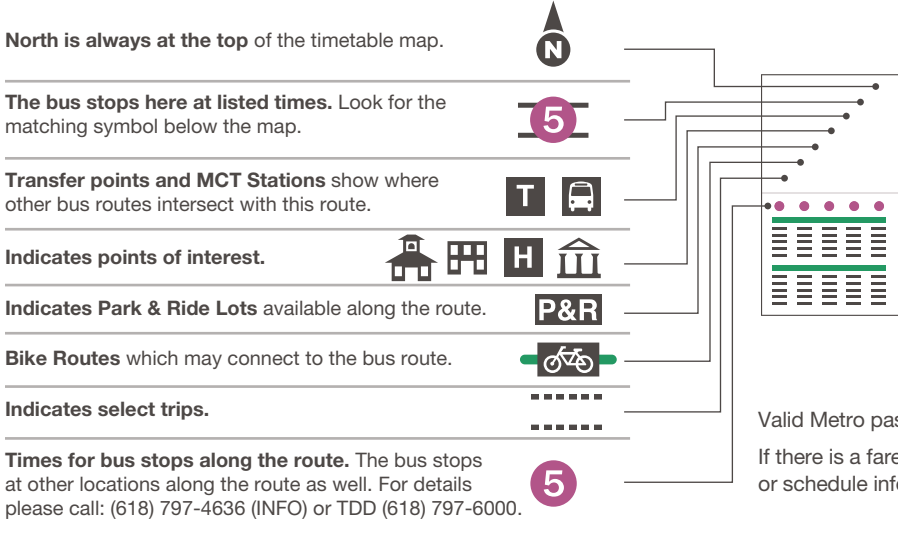 North is always at the top of the timetable map.
N
The bus stops here at listed times. Look for the
matching symbol below the map.
5
Transfer points and MCT Stations show where
other bus routes intersect with this route.
T
Indicates points of interest.
H
Indicates Park & Ride Lots available along the route.
P&R
Bike Routes which may connect to the bus route.
Indicates select trips.
Times for bus stops along the route. The bus stops
at other locations along the route as well. For details
please call: (618) 797-4636 (INFO) or TDD (618) 797-6000.
5
Valid Metro pas
If there is a fare
or schedule info